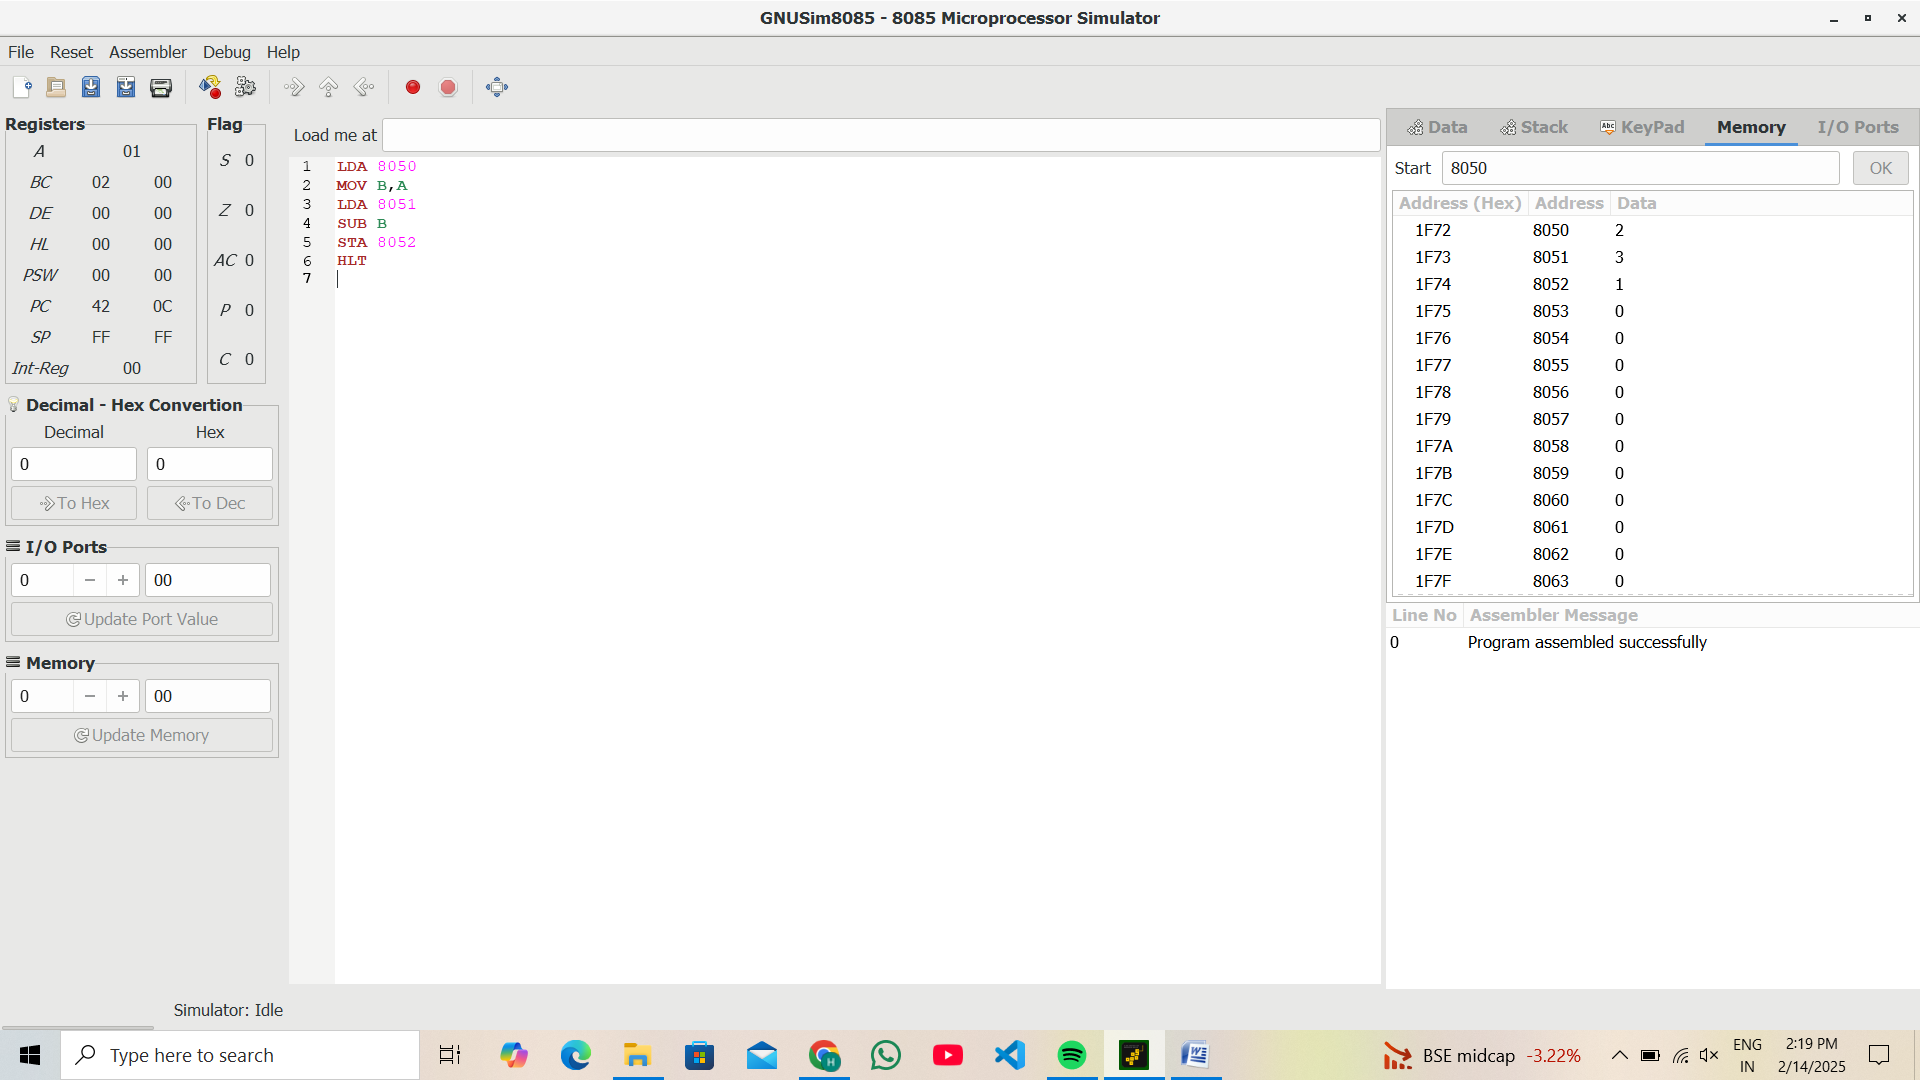 GNUSim8085 - 8085 Microprocessor Simulator
File Reset Assembler Debug Help
Registers
A 01
BC 02 00
DE 00 00
HL 00 00
PSW 00 00
PC 42 0C
SP FF FF
Int-Reg 00
Flag
S 0
Z 0
AC 0
P 0
C 0
Decimal - Hex Convertion
Decimal Hex
0 0
To Hex To Dec
I/O Ports
0 − + 00
Update Port Value
Memory
0 − + 00
Update Memory
Load me at
1 LDA 8050
2 MOV B,A
3 LDA 8051
4 SUB B
5 STA 8052
6 HLT
7
Data Stack Abc KeyPad Memory I/O Ports
Start 8050 OK
Address (Hex) Address Data
1F72 8050 2
1F73 8051 3
1F74 8052 1
1F75 8053 0
1F76 8054 0
1F77 8055 0
1F78 8056 0
1F79 8057 0
1F7A 8058 0
1F7B 8059 0
1F7C 8060 0
1F7D 8061 0
1F7E 8062 0
1F7F 8063 0
Line No Assembler Message
0 Program assembled successfully
Simulator: Idle
Type here to search
H
W
BSE midcap -3.22%
ENG
IN
2:19 PM
2/14/2025